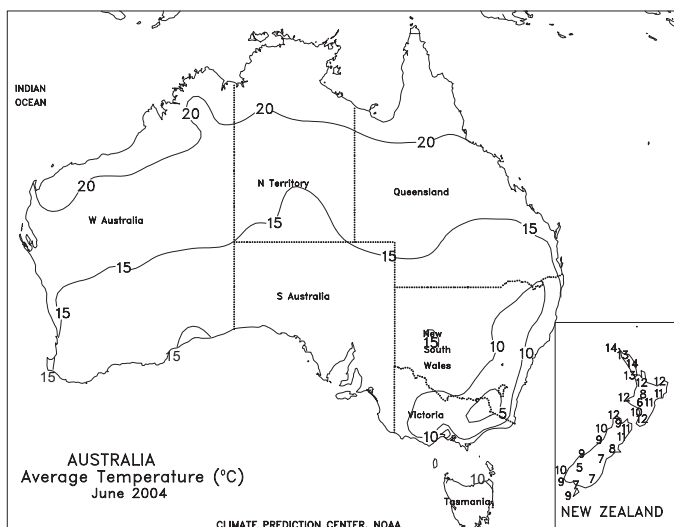 INDIAN
OCEAN
20
20
20
20
N Territory
Queensland
W Australia
15
15
15
15
S Australia
15
15
15
15
New
15
South
Wales
10
10
5
Victoria
10
10
Tasmania
AUSTRALIA
Average Temperature (°C)
June 2004
CLIMATE PREDICTION CENTER, NOAA
14
13
14
13
12
12
8
11
12
6
11
10
12
12
9
11
10
11
9
8
9
7
5
10
9
7
7
9
NEW ZEALAND